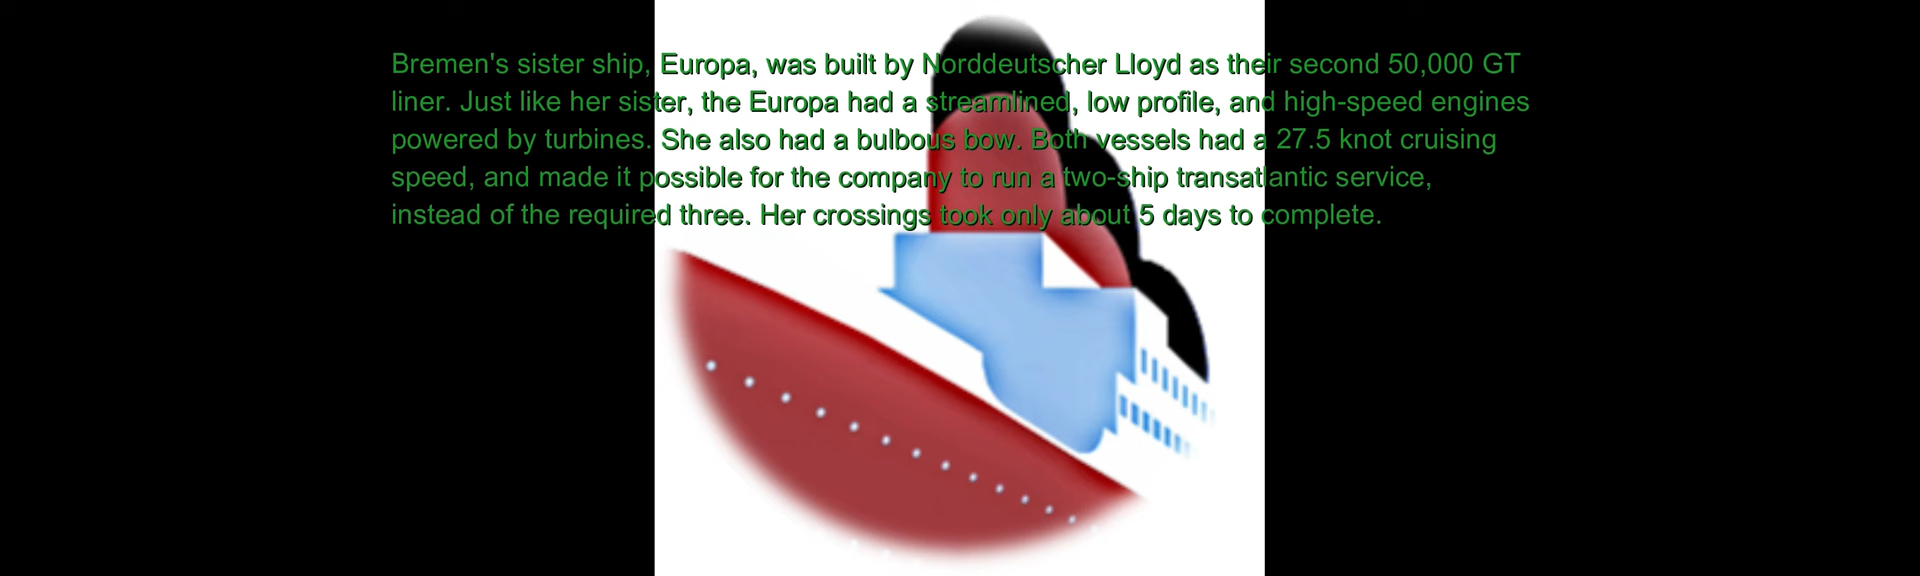 Bremen's sister ship, Europa, was built by Norddeutscher Lloyd as their second 50,000 GT
liner. Just like her sister, the Europa had a streamlined, low profile, and high-speed engines
powered by turbines. She also had a bulbous bow. Both vessels had a 27.5 knot cruising
speed, and made it possible for the company to run a two-ship transatlantic service,
instead of the required three. Her crossings took only about 5 days to complete.